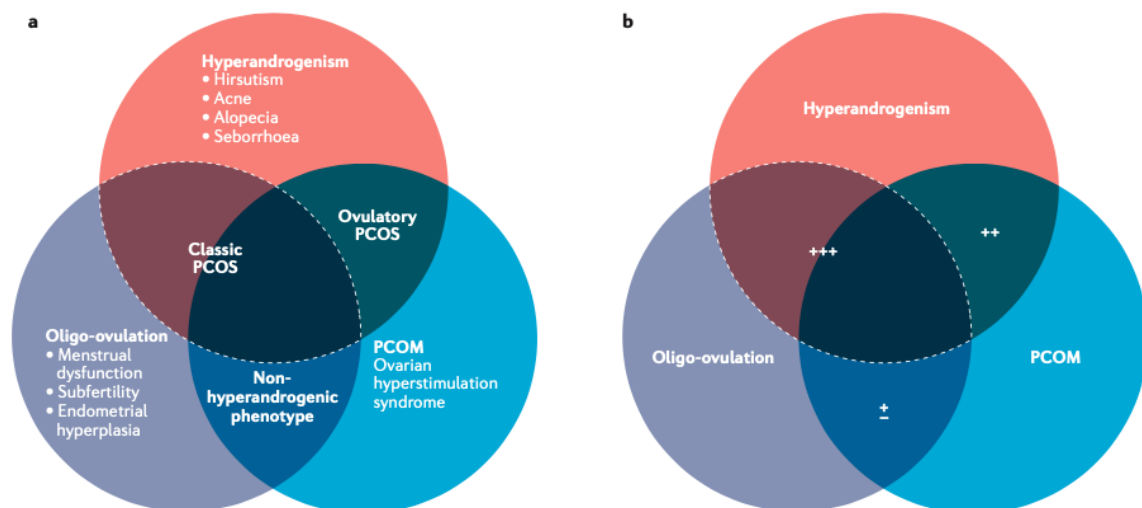 a
Hyperandrogenism
• Hirsutism
• Acne
• Alopecia
• Seborrhoea
Ovulatory
PCOS
Classic
PCOS
Oligo-ovulation
• Menstrual
dysfunction
• Subfertility
• Endometrial
hyperplasia
PCOM
Ovarian
hyperstimulation
syndrome
Non-
hyperandrogenic
phenotype
b
Hyperandrogenism
++
+++
Oligo-ovulation
PCOM
±